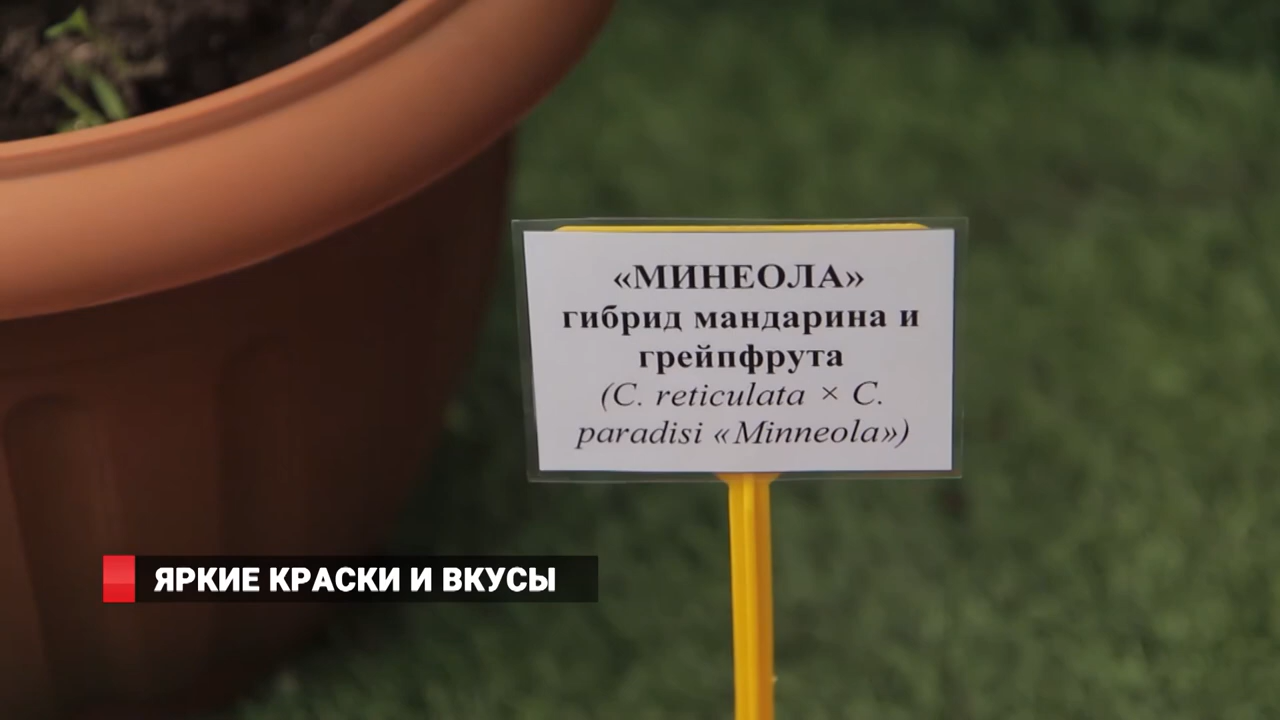 «МИНЕОЛА»
гибрид мандарина и
грейпфрута
(C. reticulata × C.
paradisi «Minneola»)
ЯРКИЕ КРАСКИ И ВКУСЫ